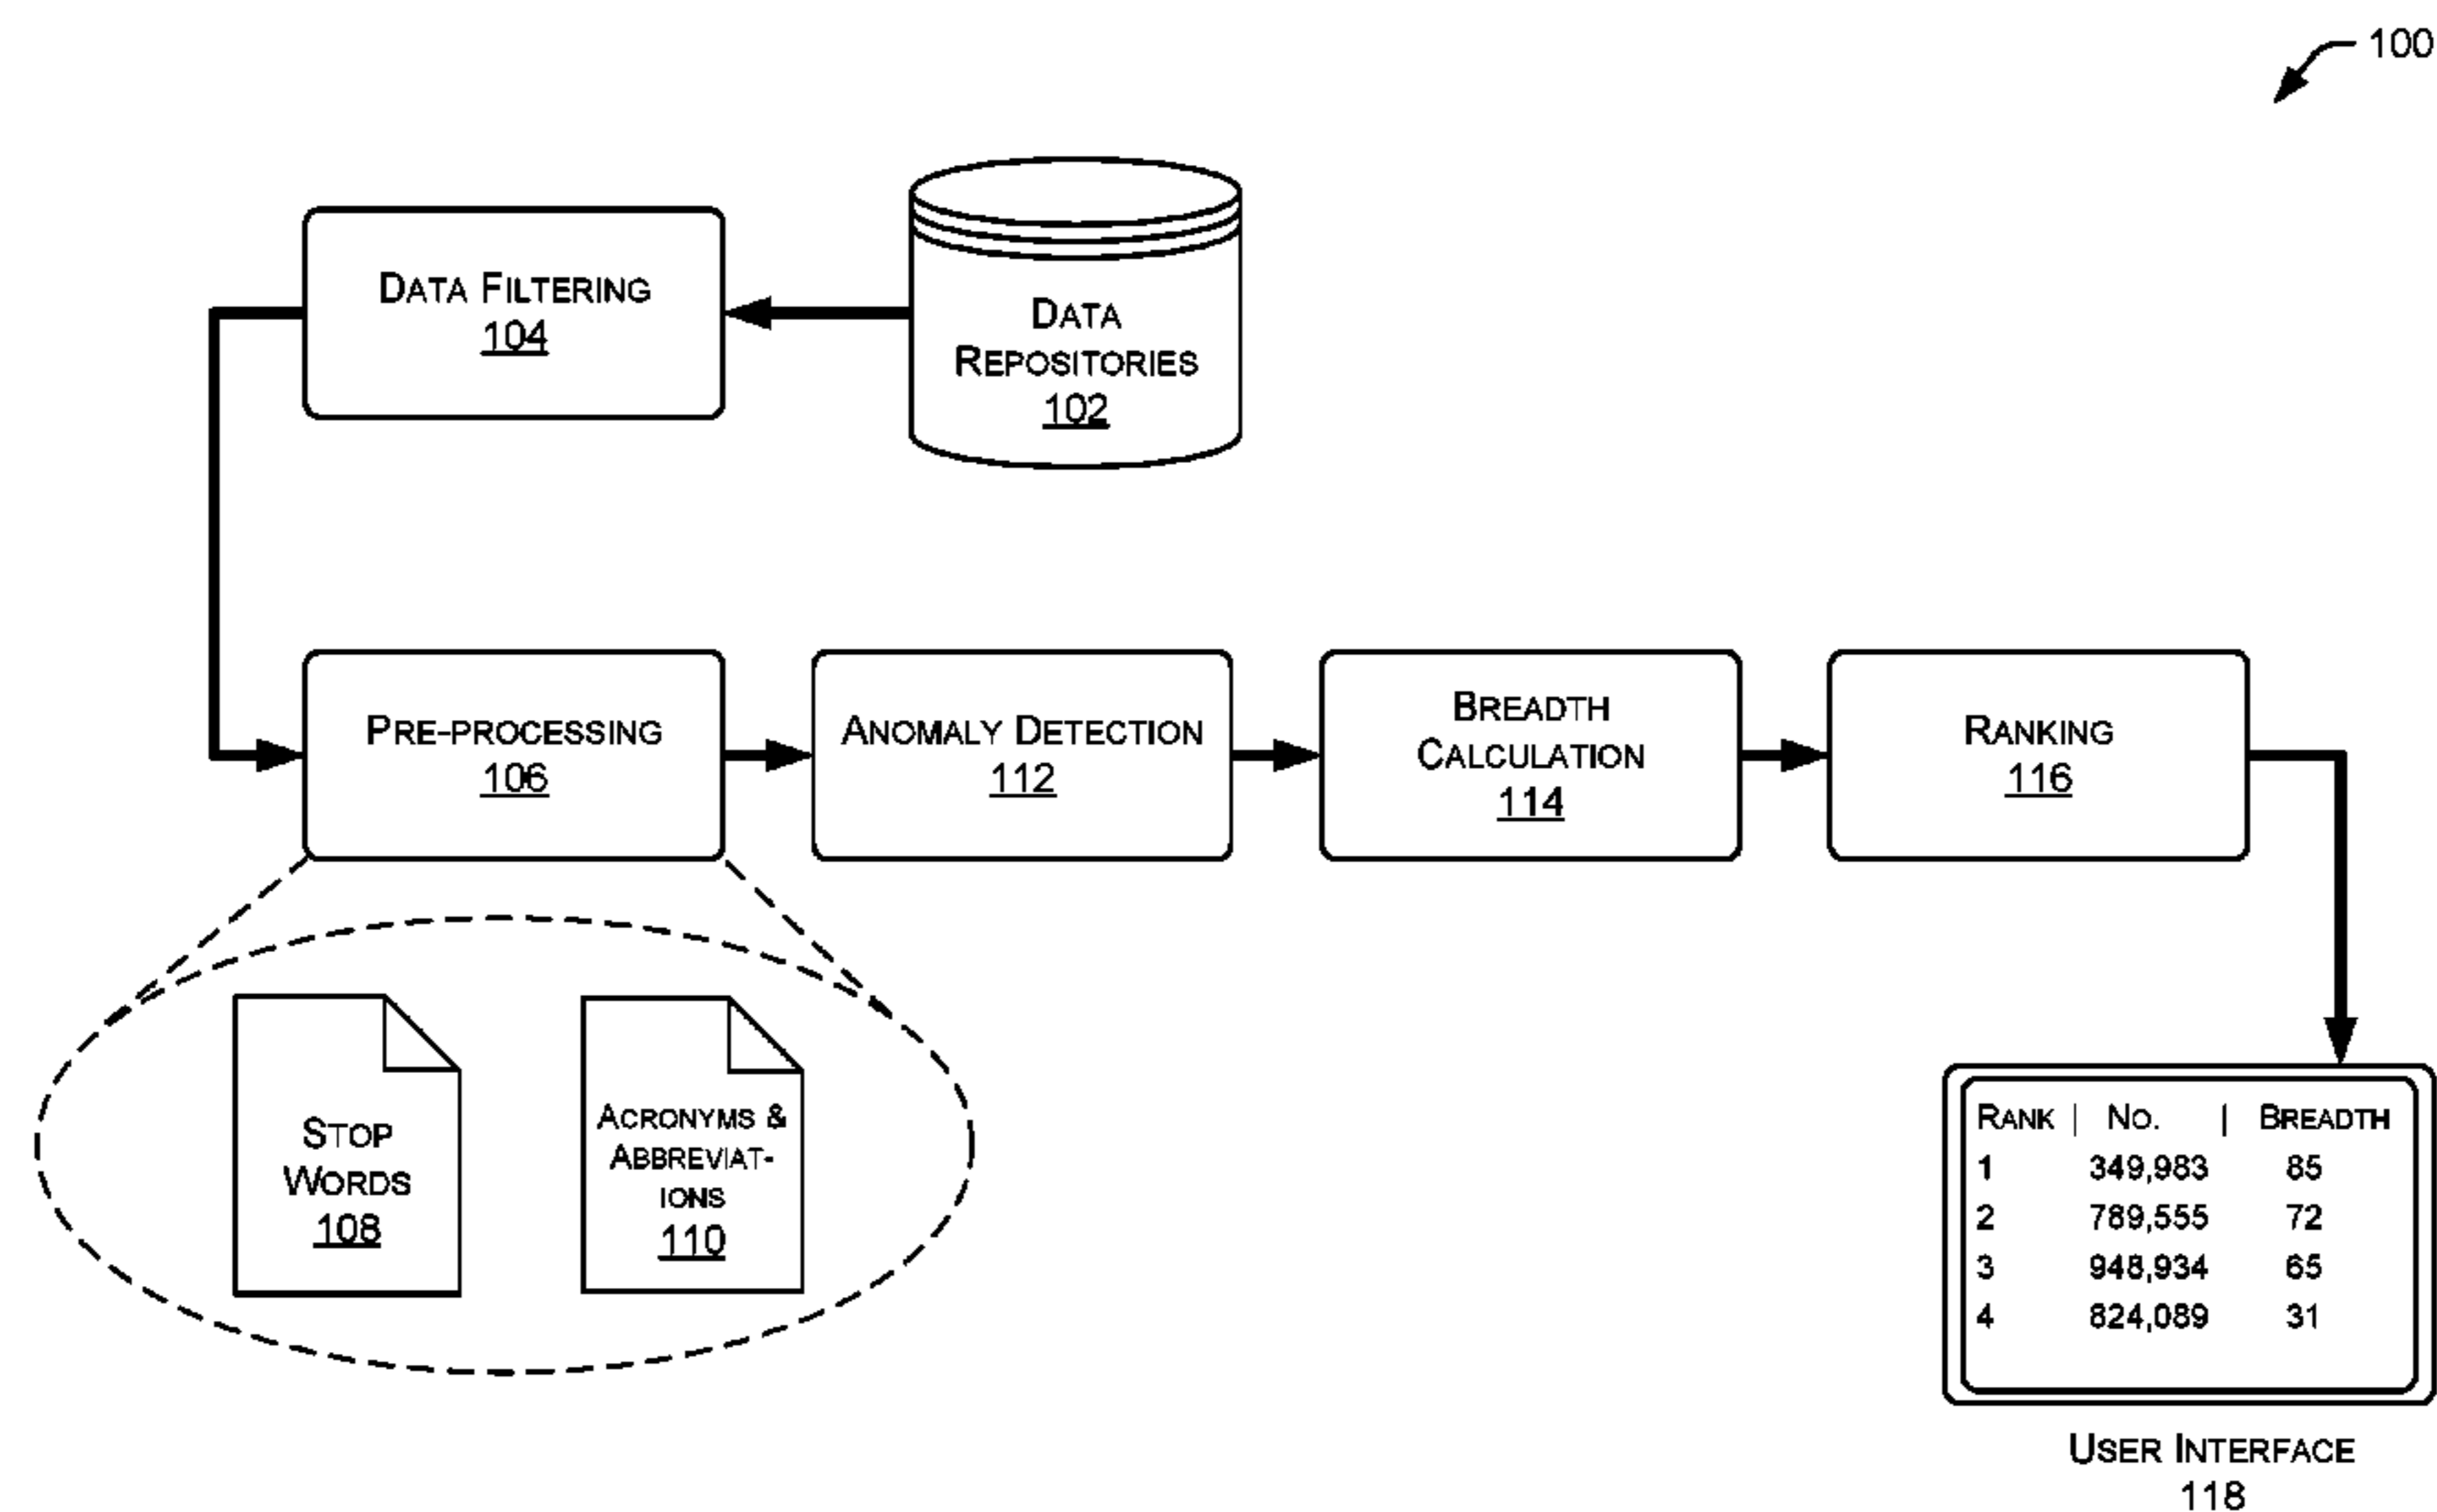 100
DATA FILTERING
104
DATA
REPOSITORIES
102
PRE-PROCESSING
106
ANOMALY DETECTION
112
BREADTH
CALCULATION
114
RANKING
116
STOP
WORDS
108
ACRONYMS &
ABBREVIAT-
IONS
110
RANK | NO. | BREADTH
1 349,983 85
2 789,555 72
3 948,934 65
4 824,089 31
USER INTERFACE
118